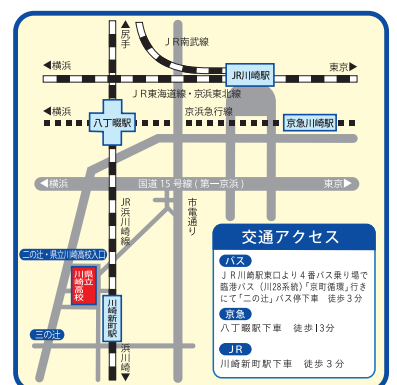 ▲尻手
JR南武線
◀横浜
JR川崎駅
東京▶
JR東海道線・京浜東北線
◀横浜
京浜急行線
八丁畷駅
京急川崎駅
◀横浜
国道15号線(第一京浜)
東京▶
JR浜川崎線
市電通り
二の辻・県立川崎高校入口
県立
川崎高校
川崎新町駅
三の辻
浜川崎▼
交通アクセス
バス
JR川崎駅東口より4番バス乗り場で
臨港バス(川28系統)「京町循環」行き
にて「二の辻」バス停下車 徒歩3分
京急
八丁畷駅下車 徒歩13分
JR
川崎新町駅下車 徒歩3分